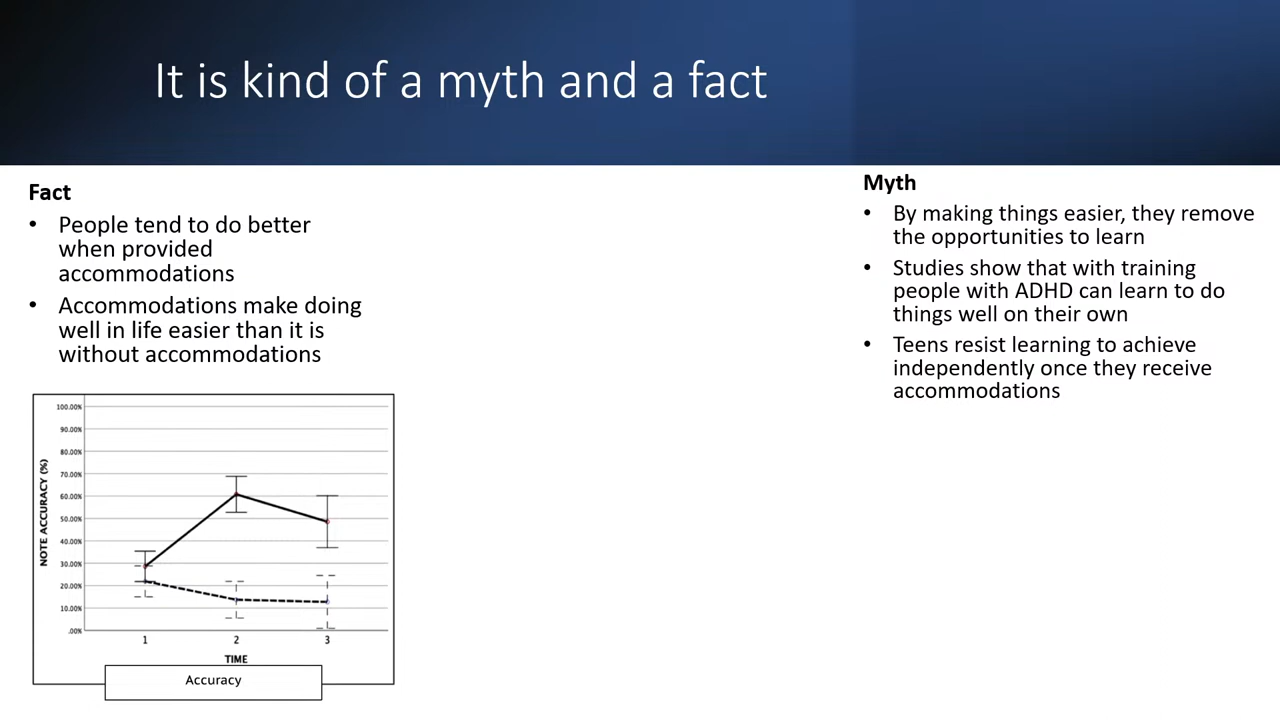 It is kind of a myth and a fact
Fact
• People tend to do better
when provided
accommodations
• Accommodations make doing
well in life easier than it is
without accommodations
100.00%
90.00%
80.00%
70.00%
60.00%
50.00%
40.00%
30.00%
20.00%
10.00%
.00%
NOTE ACCURACY (%)
1 2 3
TIME
Accuracy
Myth
• By making things easier, they remove
the opportunities to learn
• Studies show that with training
people with ADHD can learn to do
things well on their own
• Teens resist learning to achieve
independently once they receive
accommodations